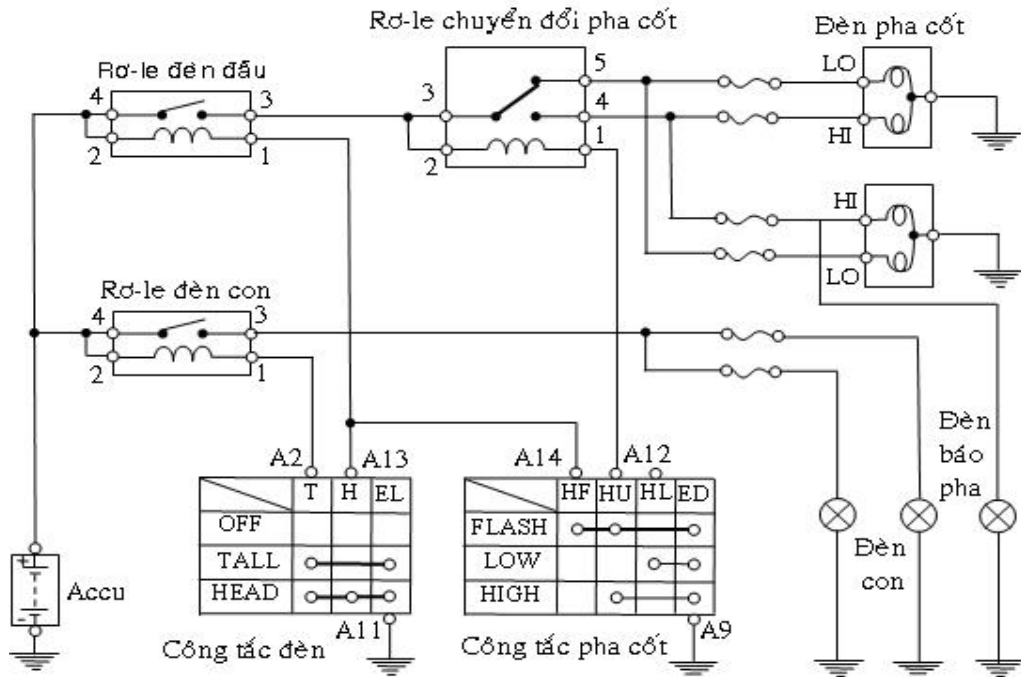 Rơ-le chuyển đổi pha cốt
Đèn pha cốt
Rơ-le đèn đầu
4
3
2
1
3
2
5
4
1
LO
HI
HI
LO
Rơ-le đèn con
4
3
2
1
A2
A13
T
H
EL
OFF
TALL
HEAD
A11
Công tắc đèn
A14
A12
HF
HU
HL
ED
FLASH
LOW
HIGH
A9
Công tắc pha cốt
+
-
Accu
Đèn
báo
pha
Đèn
con